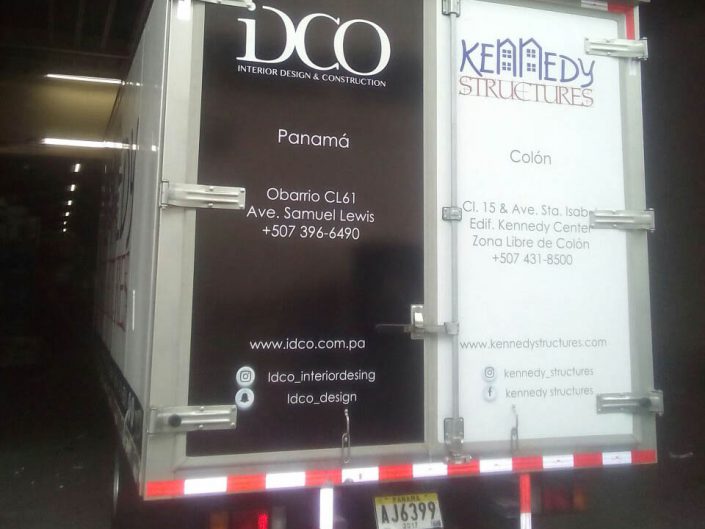 iDCO
INTERIOR DESIGN & CONSTRUCTION
Panamá
Obarrio CL61
Ave. Samuel Lewis
+507 396-6490
www.idco.com.pa
Idco_interiordesing
Idco_design
KENNEDY
STRUCTURES
Colón
Cl. 15 & Ave. Sta. Isab
Edif. Kennedy Center
Zona Libre de Colón
+507 431-8500
www.kennedystructures.com
kennedy_structures
f kennedy structures
PANAMA
AJ6399
2017